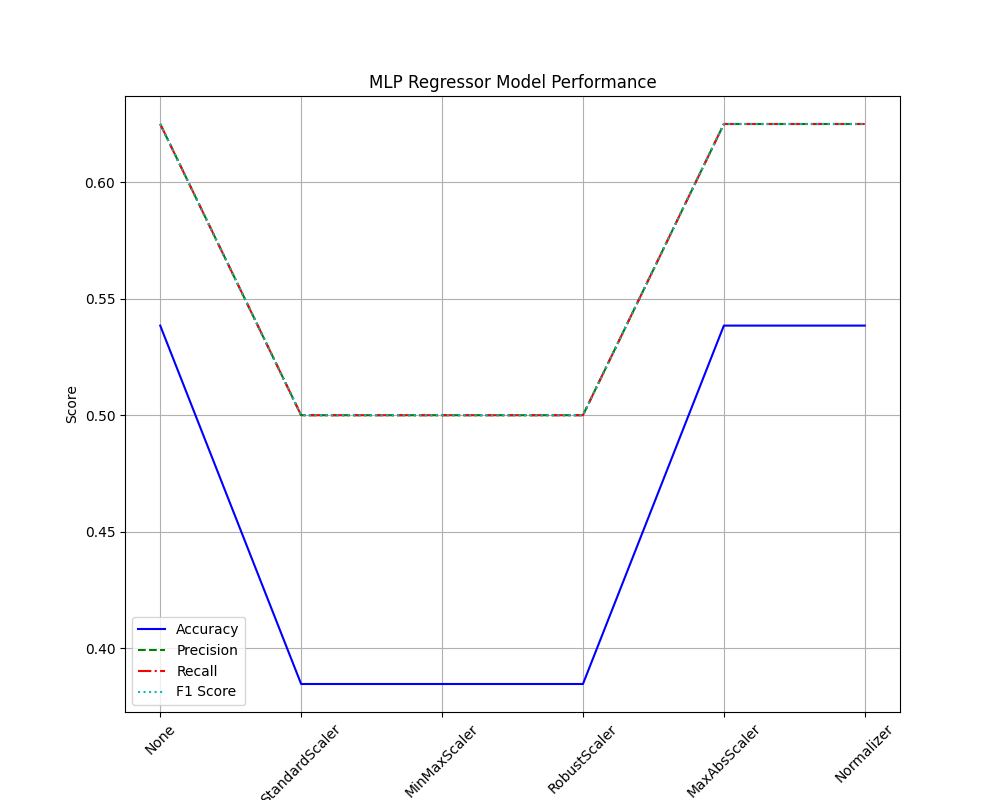 MLP Regressor Model Performance
Score
0.60
0.55
0.50
0.45
0.40
Accuracy
Precision
Recall
F1 Score
None
StandardScaler
MinMaxScaler
RobustScaler
MaxAbsScaler
Normalizer